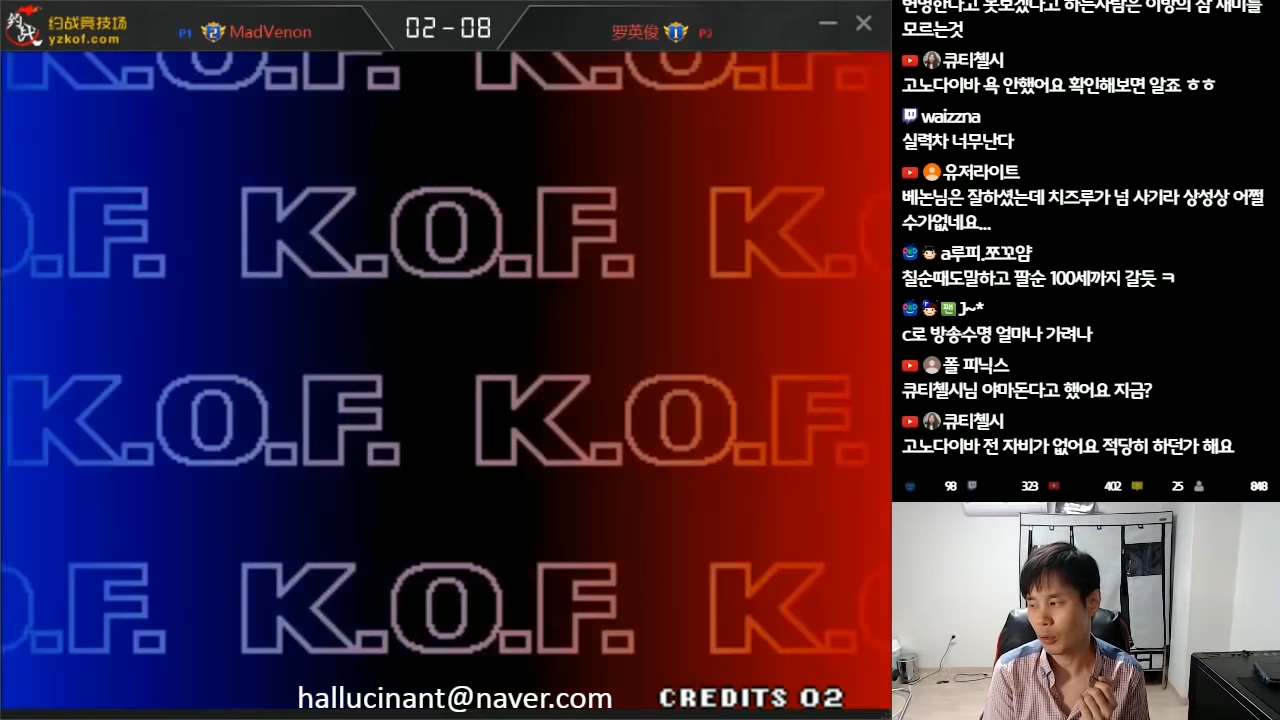 约战竞技场
yzkof.com
P1
2
MadVenon
02-08
罗英俊
1
P2
K.O.F. K.O.F.
O.F. K.O.F. K.O
K.O.F. K.O.F.
O.F. K.O.F. K.O
hallucinant@naver.com
CREDITS 02
모르는것
큐티첼시
고노다이바 욕 안했어요 확인해보면 알죠 ㅎㅎ
waizzna
실력차 너무난다
유저라이트
베논님은 잘하셨는데 치즈루가 넘 사기라 상성상 어쩔
수가없네요...
a루피.쪼꼬얌
칠순때도말하고 팔순 100세까지 갈듯 ㅋ
팬 ]~*
c로 방송수명 얼마나 가려나
폴 피닉스
큐티첼시님 야마돈다고 했어요 지금?
큐티첼시
고노다이바 전 자비가 없어요 적당히 하던가 해요
98 323 402 25 848